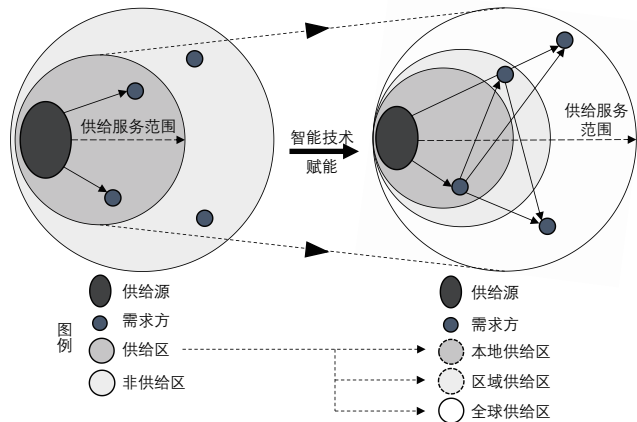 供给服务范围
智能技术
赋能
供给服务
范围
图例
供给源
需求方
供给区
非供给区
供给源
需求方
本地供给区
区域供给区
全球供给区